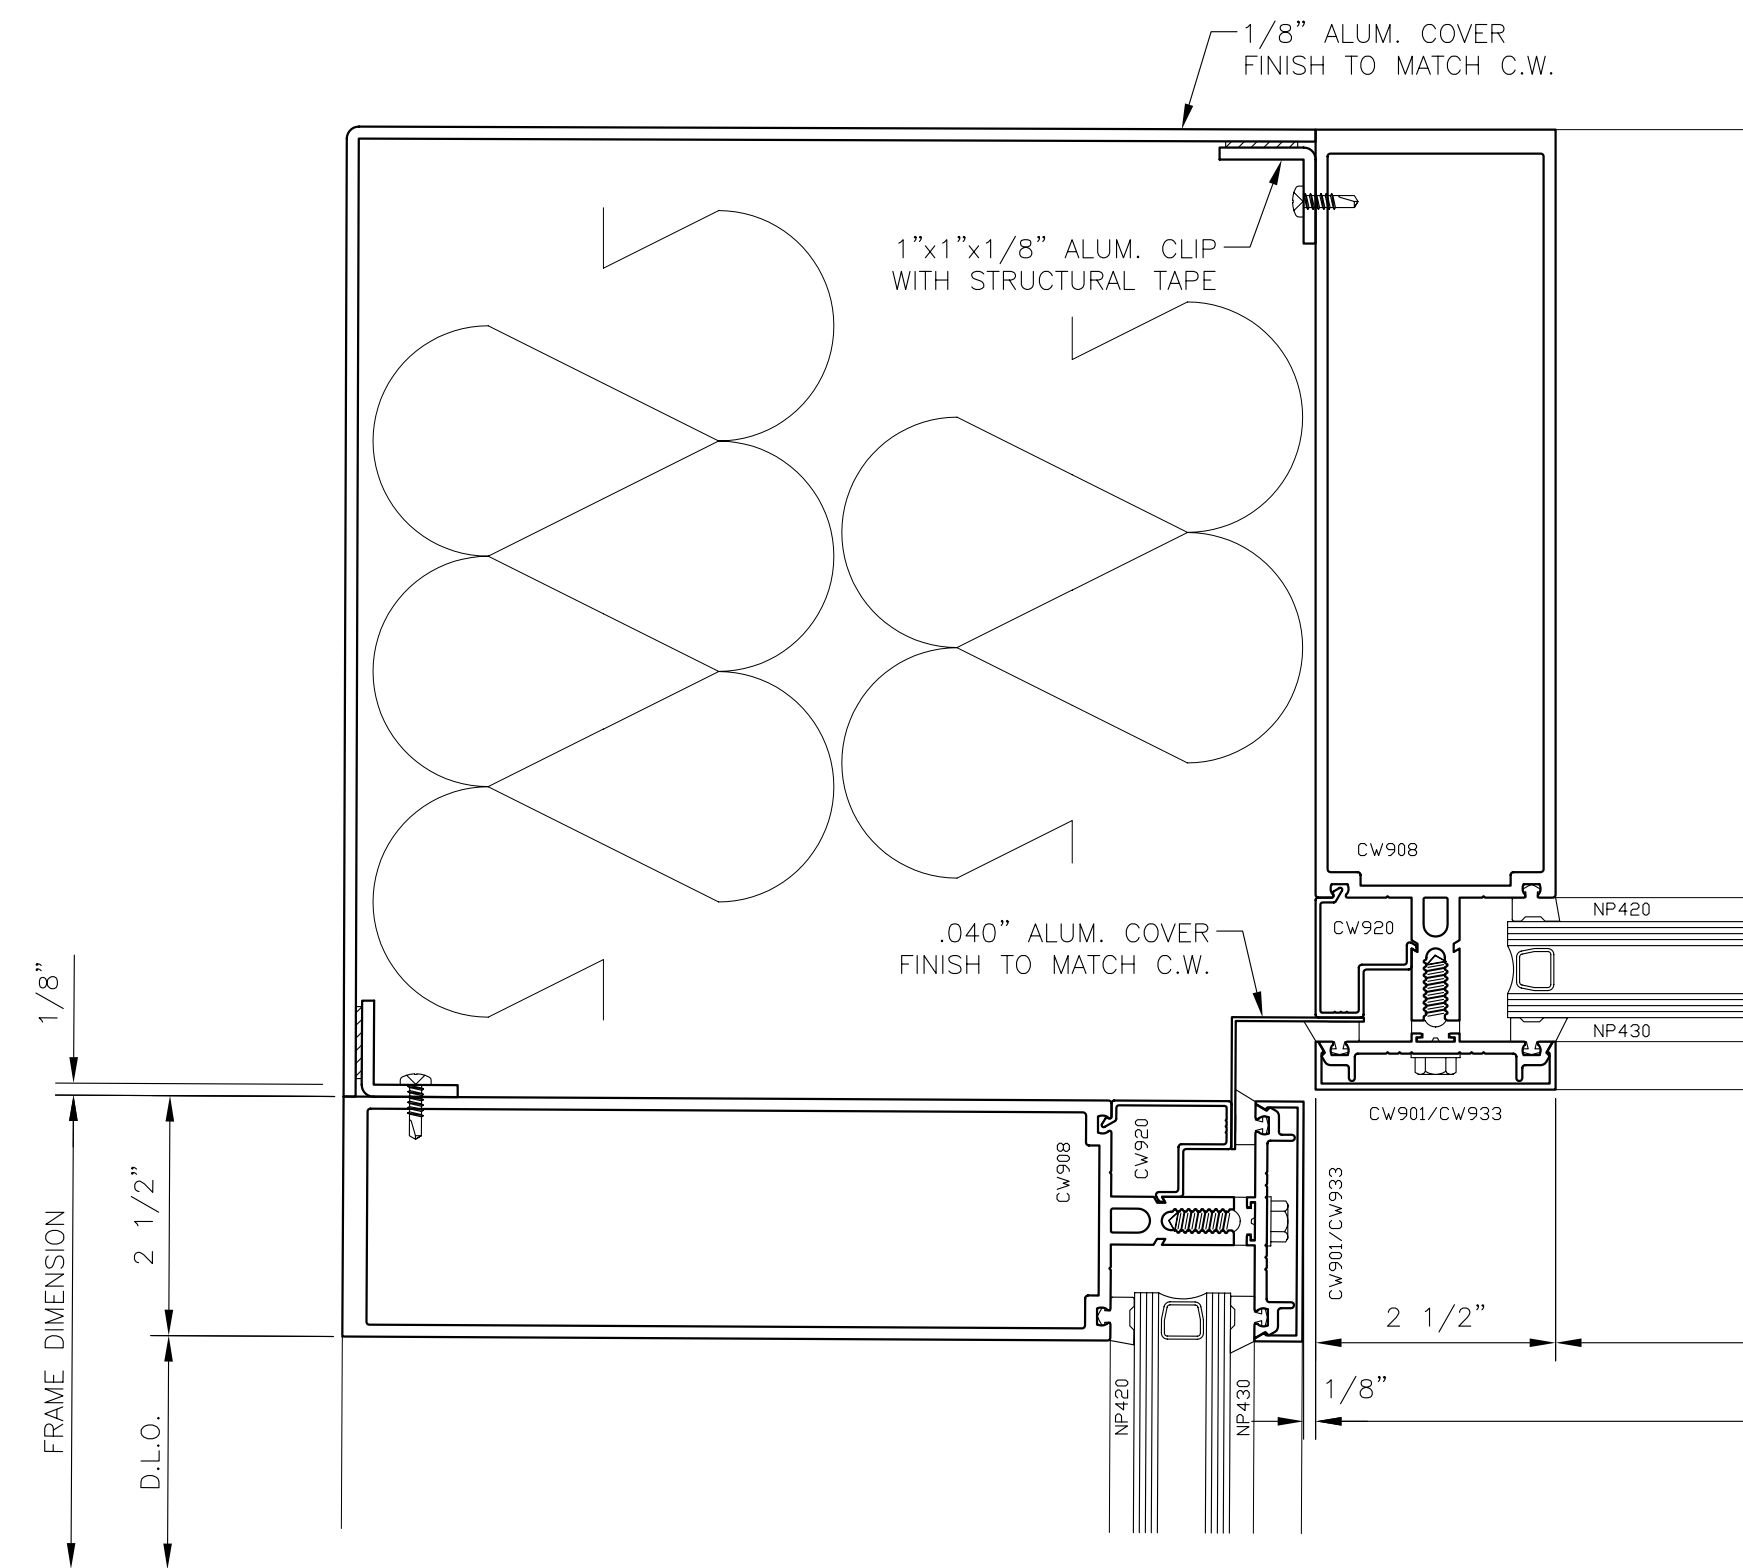 1/8" ALUM. COVER
FINISH TO MATCH C.W.
1"x1"x1/8" ALUM. CLIP
WITH STRUCTURAL TAPE
CW908
NP420
CW920
.040" ALUM. COVER
FINISH TO MATCH C.W.
NP430
CW901/CW933
1/8"
2 1/2"
FRAME DIMENSION
D.L.O.
CW908
CW920
CW901/CW933
2 1/2"
1/8"
NP420
NP430